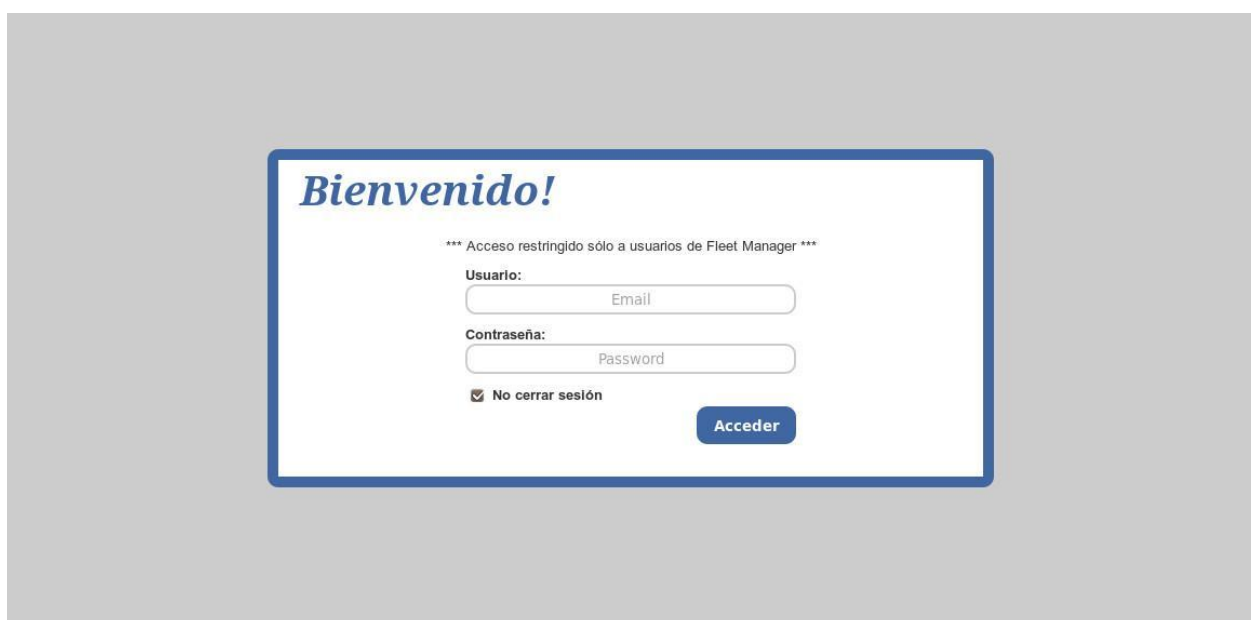 Bienvenido!
*** Acceso restringido sólo a usuarios de Fleet Manager ***
Usuario:
Email
Contraseña:
Password
No cerrar sesión
Acceder